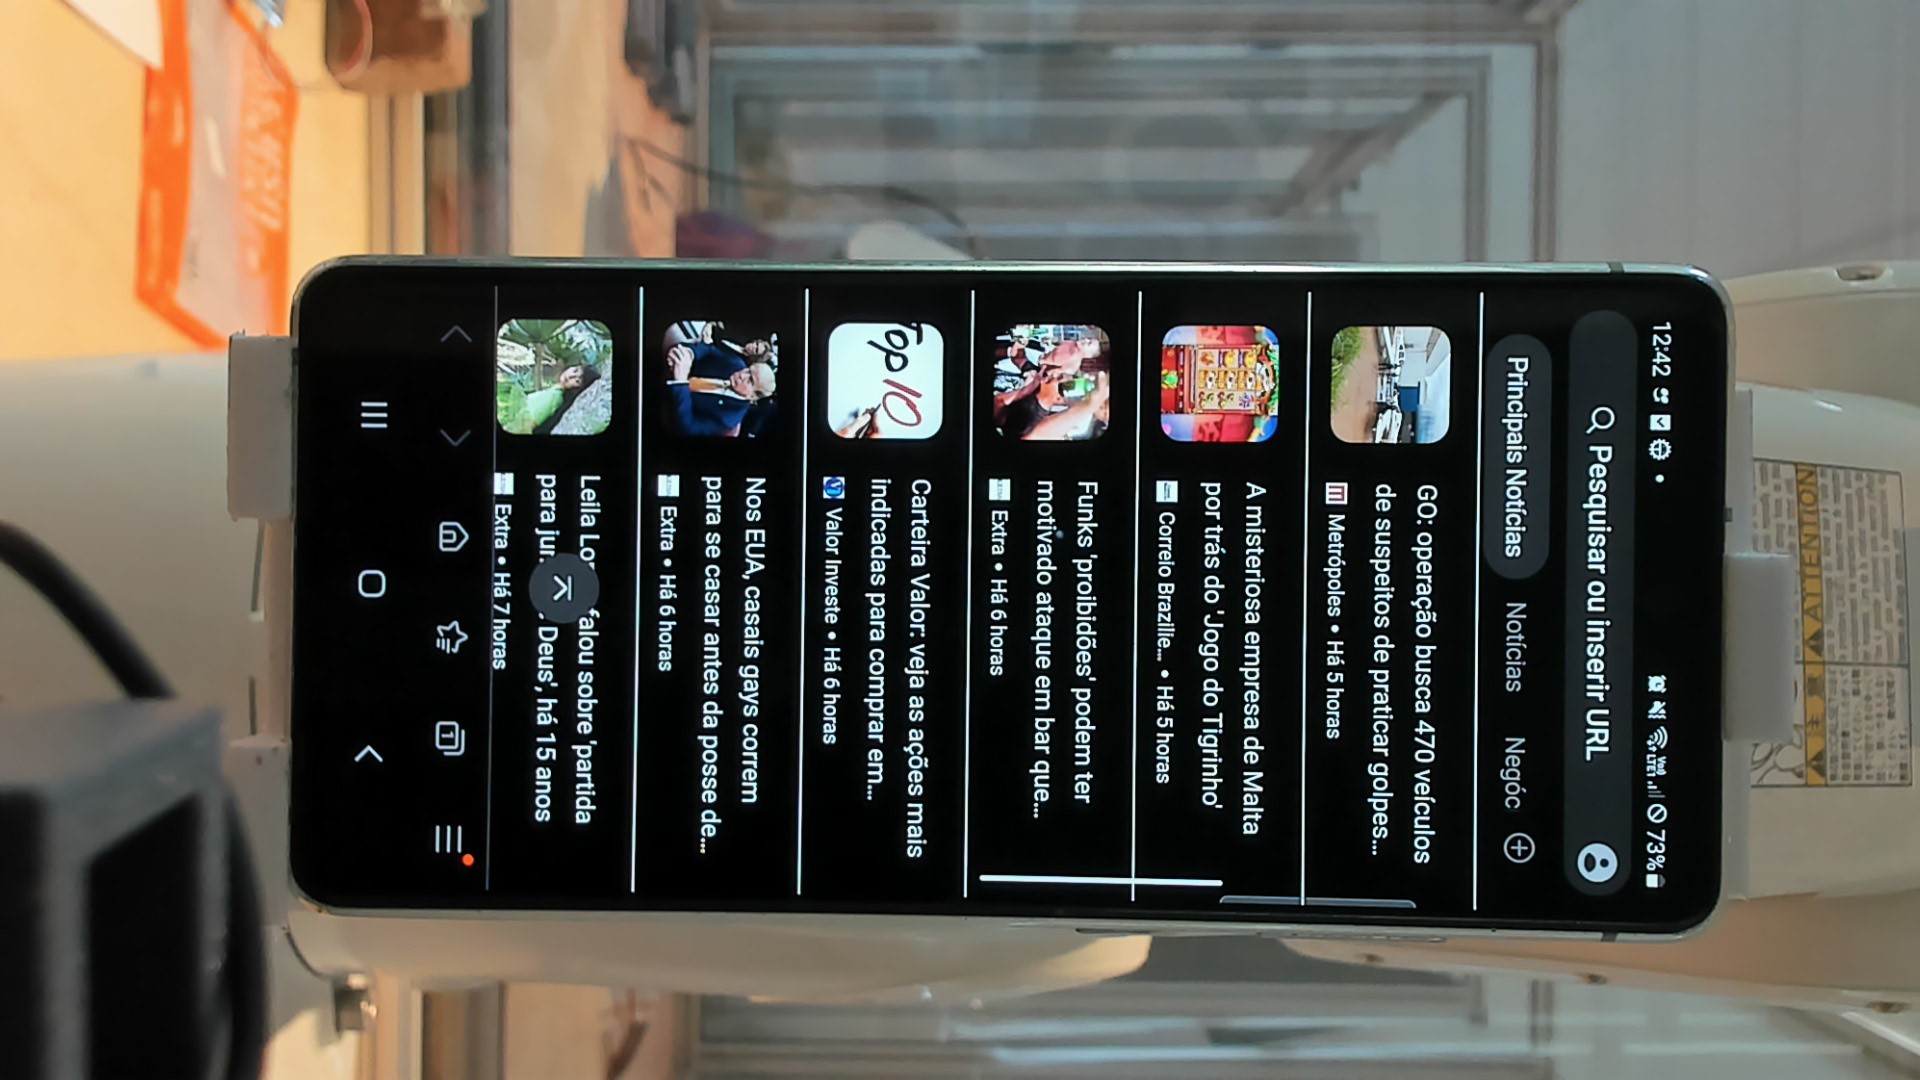 12:42
Vo))
LTE1
73%
Pesquisar ou inserir URL
Principais Notícias
Notícias
Negóc
GO: operação busca 470 veículos
de suspeitos de praticar golpes...
Metrópoles • Há 5 horas
A misteriosa empresa de Malta
por trás do 'Jogo do Tigrinho'
Correio Brazilie... • Há 5 horas
Funks 'proibidões' podem ter
motivado ataque em bar que...
Extra • Há 6 horas
Top 10
Carteira Valor: veja as ações mais
indicadas para comprar em...
Valor Investe • Há 6 horas
Nos EUA, casais gays correm
para se casar antes da posse de...
Extra • Há 6 horas
Leila falou sobre 'partida
para Deus', há 15 anos
Extra • Há 7 horas
1